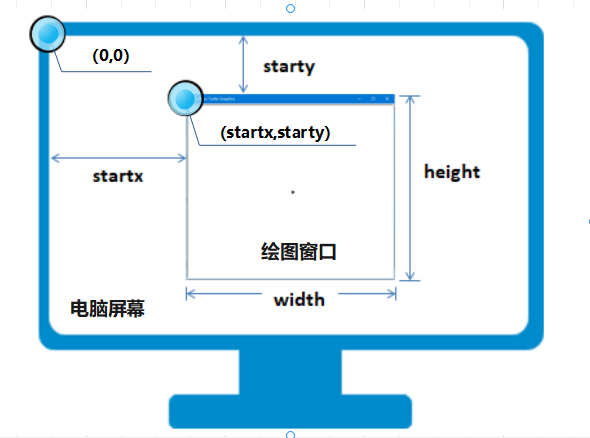 (0,0)
starty
(startx,starty)
startx
height
绘图窗口
width
电脑屏幕